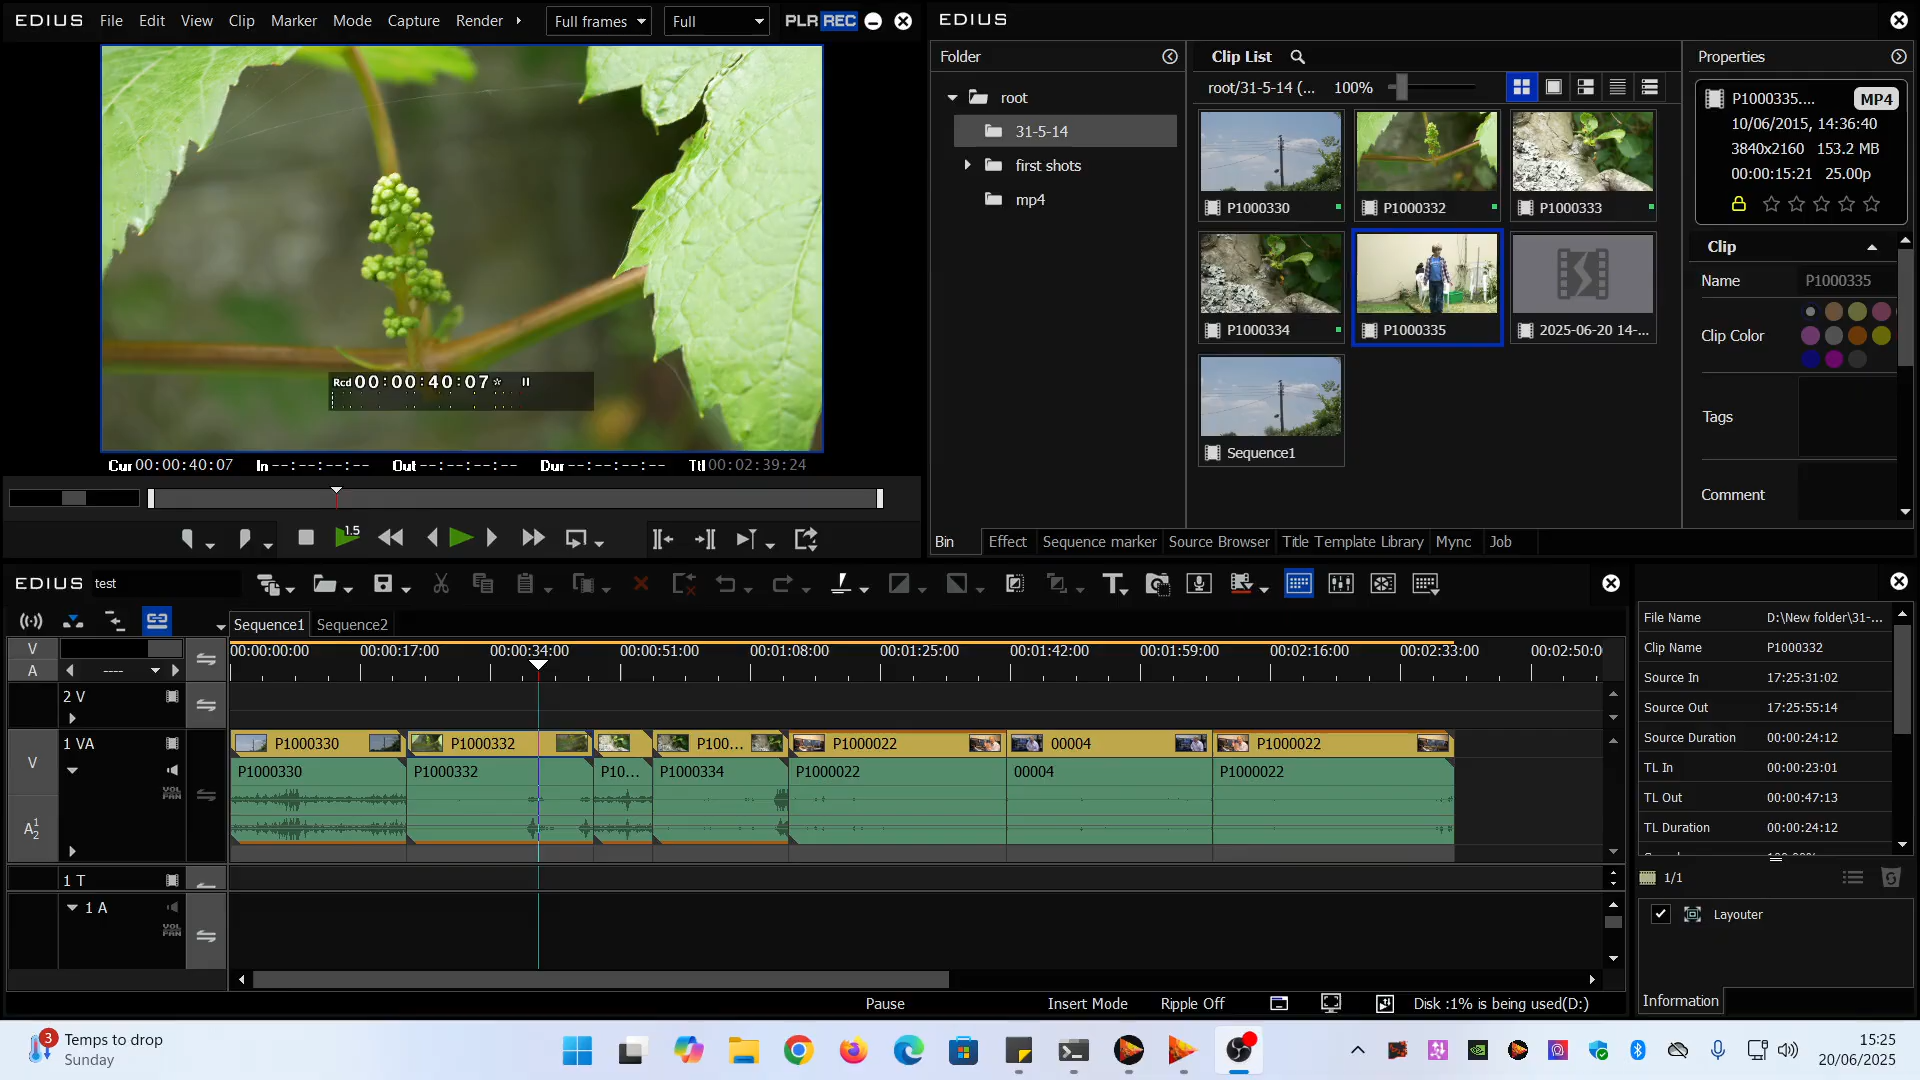 EDIUS File Edit View Clip Marker Mode Capture Render Full frames Full PLR REC
Rcd 00:00:40:07
Cur 00:00:40:07 In --:--:--:-- Out --:--:--:-- Dur --:--:--:-- Ttl 00:02:39:24
1.5
EDIUS
Folder
root
31-5-14
first shots
mp4
Clip List
root/31-5-14 (... 100%
P1000330 P1000332 P1000333
P1000334 P1000335 2025-06-20 14-...
Sequence1
Properties
P1000335.... MP4
10/06/2015, 14:36:40
3840x2160 153.2 MB
00:00:15:21 25.00p
Clip
Name P1000335
Clip Color
Tags
Comment
Bin Effect Sequence marker Source Browser Title Template Library Mync Job
EDIUS test
Sequence1 Sequence2
V
A ----
00:00:00:00 00:00:17:00 00:00:34:00 00:00:51:00 00:01:08:00 00:01:25:00 00:01:42:00 00:01:59:00 00:02:16:00 00:02:33:00 00:02:50:0
2 V
1 VA
V
A 1 2
VOL PAN
P1000330 P1000332 P100... P1000022 00004 P1000022
P1000330 P1000332 P10... P1000334 P1000022 00004 P1000022
1 T
1 A
VOL PAN
Pause Insert Mode Ripple Off Disk :1% is being used(D:)
File Name D:\New folder\31-...
Clip Name P1000332
Source In 17:25:31:02
Source Out 17:25:55:14
Source Duration 00:00:24:12
TL In 00:00:23:01
TL Out 00:00:47:13
TL Duration 00:00:24:12
1/1
Layouter
Information
3
Temps to drop
Sunday
15:25
20/06/2025